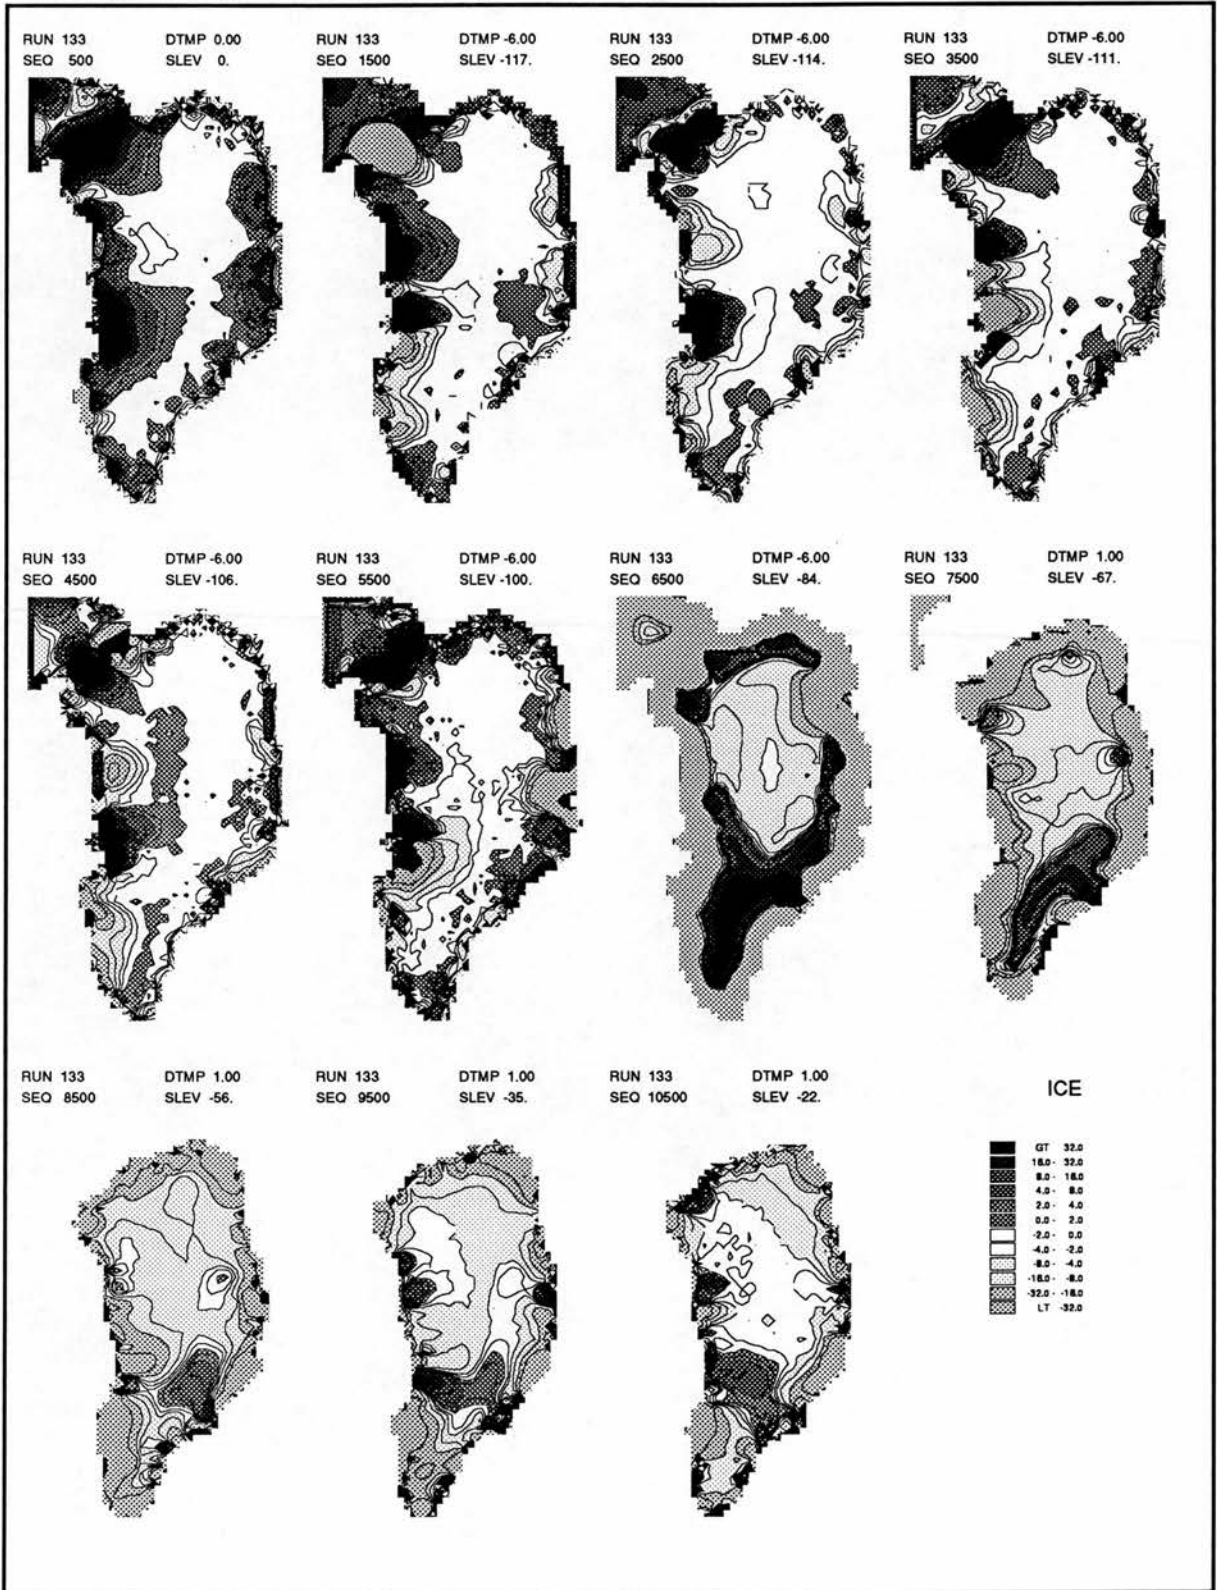 RUN 133 DTMP 0.00 RUN 133 DTMP -6.00 RUN 133 DTMP -6.00 RUN 133 DTMP -6.00
SEQ 500 SLEV 0. SEQ 1500 SLEV -117. SEQ 2500 SLEV -114. SEQ 3500 SLEV -111.
RUN 133 DTMP -6.00 RUN 133 DTMP -6.00 RUN 133 DTMP -6.00 RUN 133 DTMP 1.00
SEQ 4500 SLEV -106. SEQ 5500 SLEV -100. SEQ 6500 SLEV -84. SEQ 7500 SLEV -67.
RUN 133 DTMP 1.00 RUN 133 DTMP 1.00 RUN 133 DTMP 1.00
SEQ 8500 SLEV -56. SEQ 9500 SLEV -35. SEQ 10500 SLEV -22.
ICE
GT 32.0
16.0 - 32.0
8.0 - 16.0
4.0 - 8.0
2.0 - 4.0
0.0 - 2.0
-2.0 - 0.0
-4.0 - -2.0
-8.0 - -4.0
-16.0 - -8.0
-32.0 - -16.0
LT -32.0